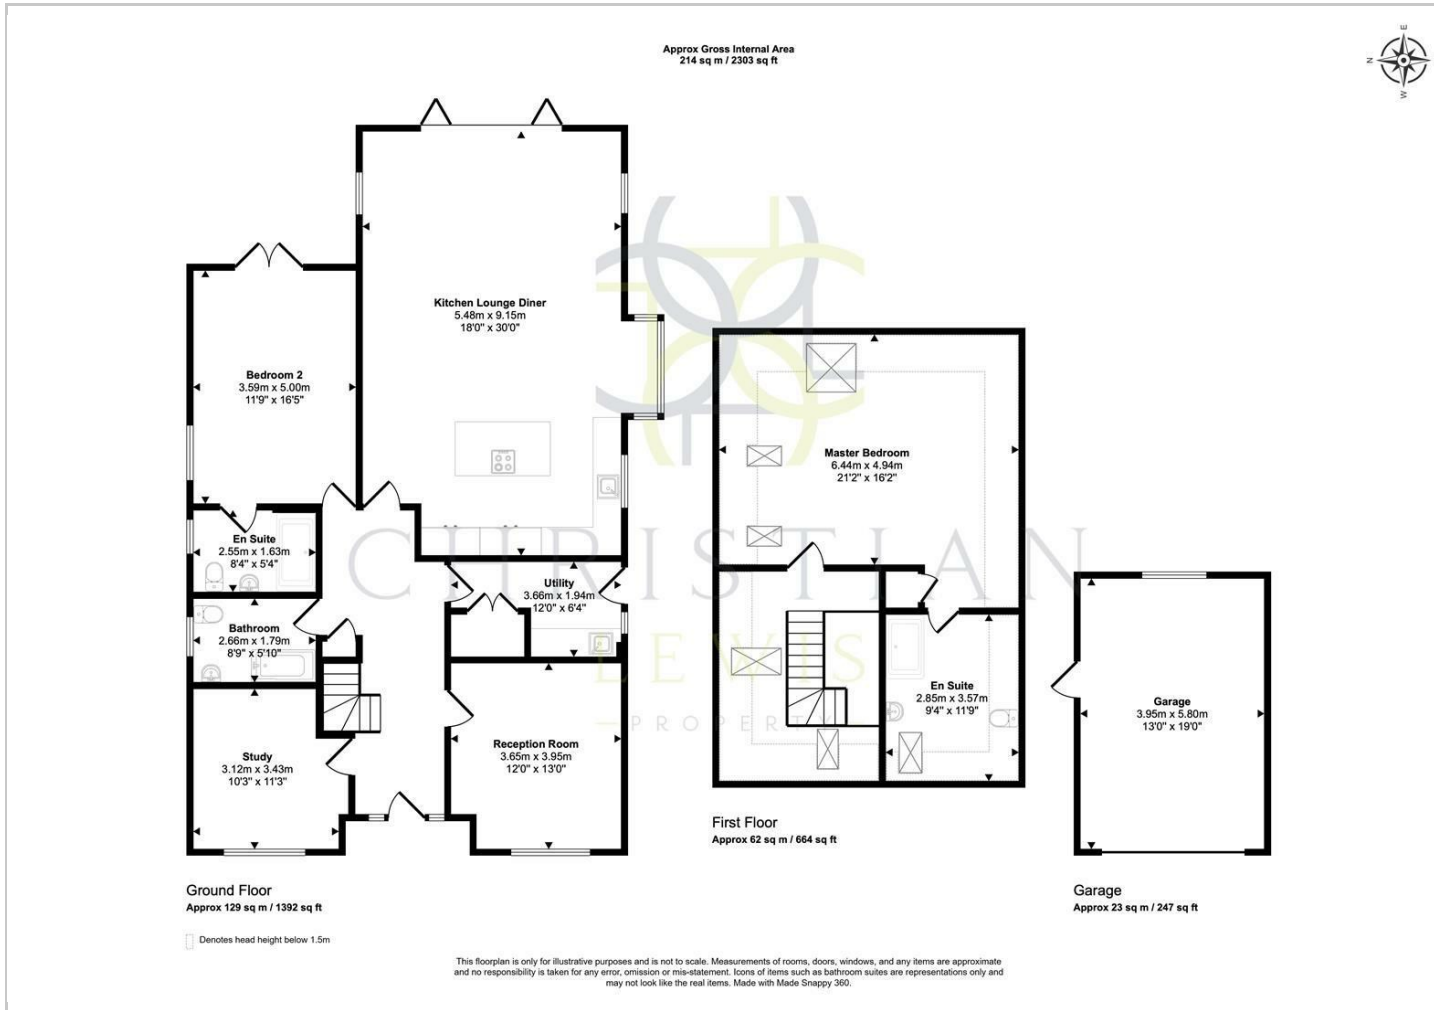 Approx Gross Internal Area
214 sq m / 2303 sq ft
E
N
S
W
Kitchen Lounge Diner
5.48m x 9.15m
18'0" x 30'0"
Bedroom 2
3.59m x 5.00m
11'9" x 16'5"
En Suite
2.55m x 1.63m
8'4" x 5'4"
Utility
3.66m x 1.94m
12'0" x 6'4"
Bathroom
2.66m x 1.79m
8'9" x 5'10"
Study
3.12m x 3.43m
10'3" x 11'3"
Reception Room
3.65m x 3.95m
12'0" x 13'0"
Master Bedroom
6.44m x 4.94m
21'2" x 16'2"
En Suite
2.85m x 3.57m
9'4" x 11'9"
Garage
3.95m x 5.80m
13'0" x 19'0"
CHRISTIAN
LEWIS
PROPERTY
Ground Floor
Approx 129 sq m / 1392 sq ft
First Floor
Approx 62 sq m / 664 sq ft
Garage
Approx 23 sq m / 247 sq ft
Denotes head height below 1.5m
This floorplan is only for illustrative purposes and is not to scale. Measurements of rooms, doors, windows, and any items are approximate
and no responsibility is taken for any error, omission or mis-statement. Icons of items such as bathroom suites are representations only and
may not look like the real items. Made with Made Snappy 360.